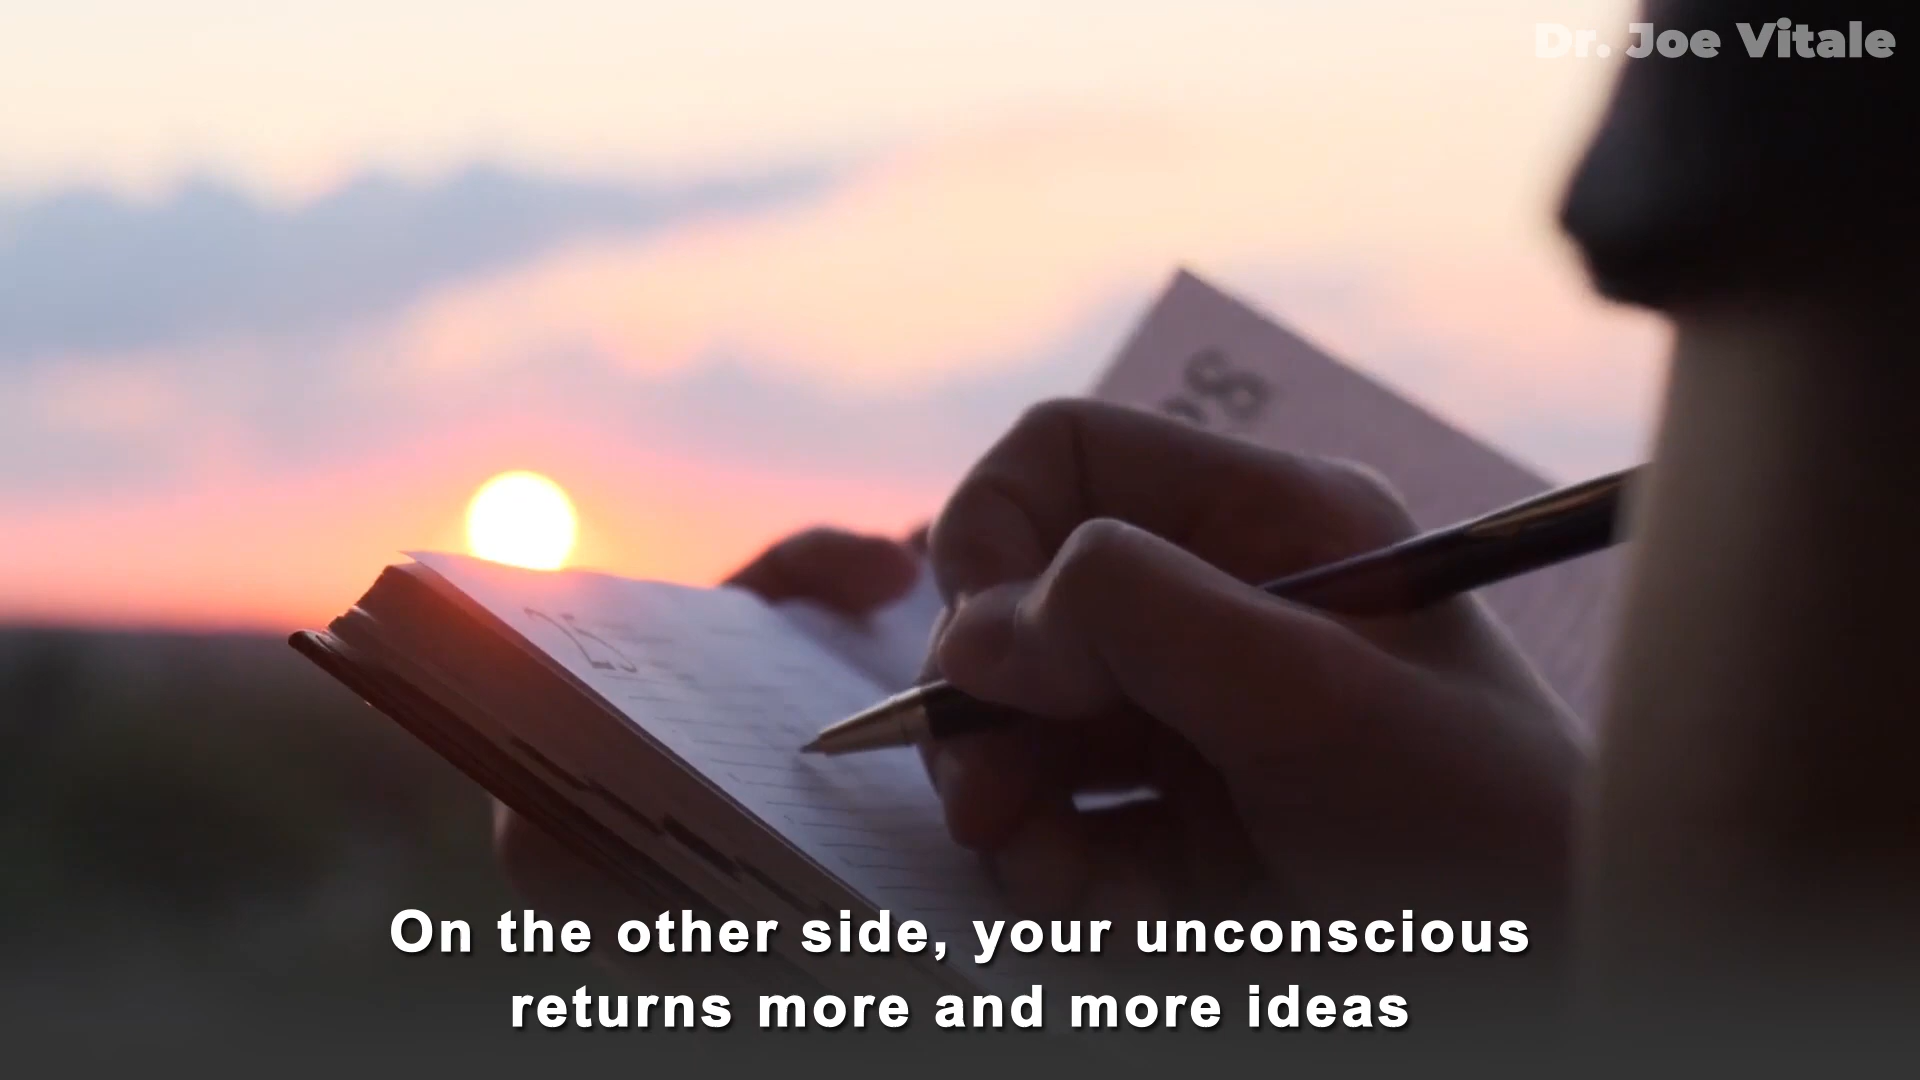 Dr. Joe Vitale
On the other side, your unconscious
returns more and more ideas